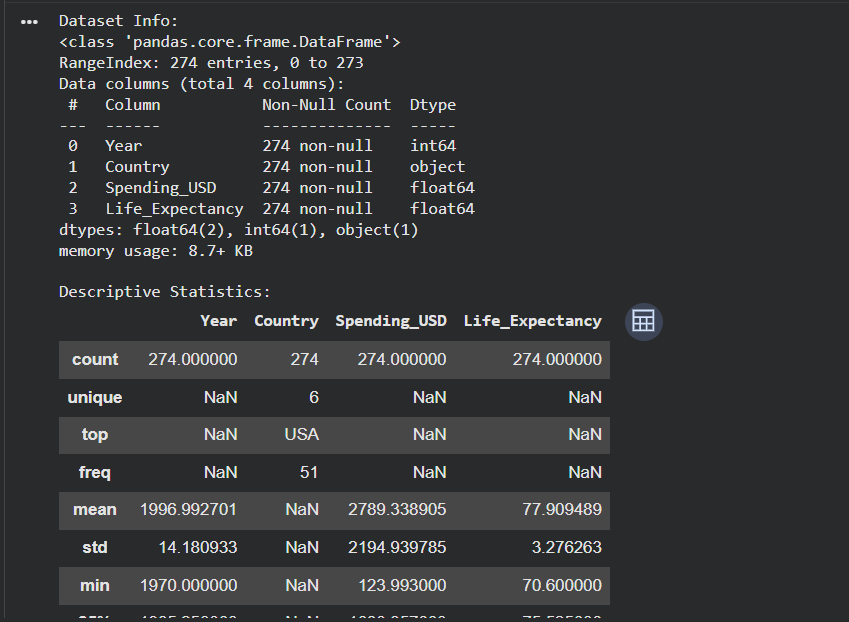 Dataset Info:
<class 'pandas.core.frame.DataFrame'>
RangeIndex: 274 entries, 0 to 273
Data columns (total 4 columns):
 #   Column           Non-Null Count  Dtype
---  ------           --------------  -----
 0   Year             274 non-null    int64
 1   Country          274 non-null    object
 2   Spending_USD     274 non-null    float64
 3   Life_Expectancy  274 non-null    float64
dtypes: float64(2), int64(1), object(1)
memory usage: 8.7+ KB
Descriptive Statistics:
Year Country Spending_USD Life_Expectancy
count 274.000000 274 274.000000 274.000000
unique NaN 6 NaN NaN
top NaN USA NaN NaN
freq NaN 51 NaN NaN
mean 1996.992701 NaN 2789.338905 77.909489
std 14.180933 NaN 2194.939785 3.276263
min 1970.000000 NaN 123.993000 70.600000